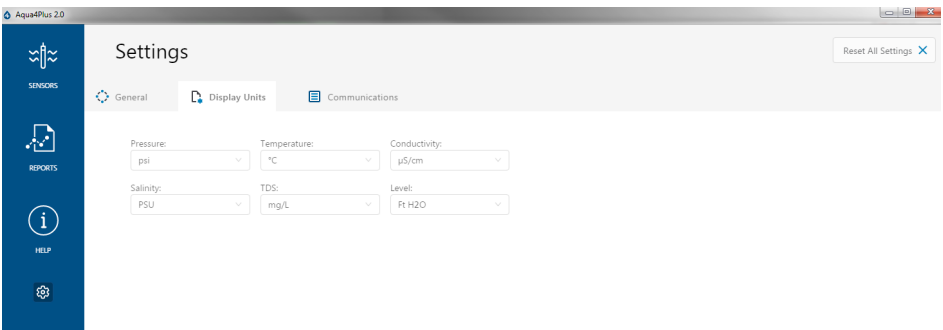 Aqua4Plus 2.0
Settings
Reset All Settings
SENSORS
General
Display Units
Communications
REPORTS
Pressure:
Temperature:
Conductivity:
psi
°C
µS/cm
Salinity:
TDS:
Level:
PSU
mg/L
Ft H2O
HELP